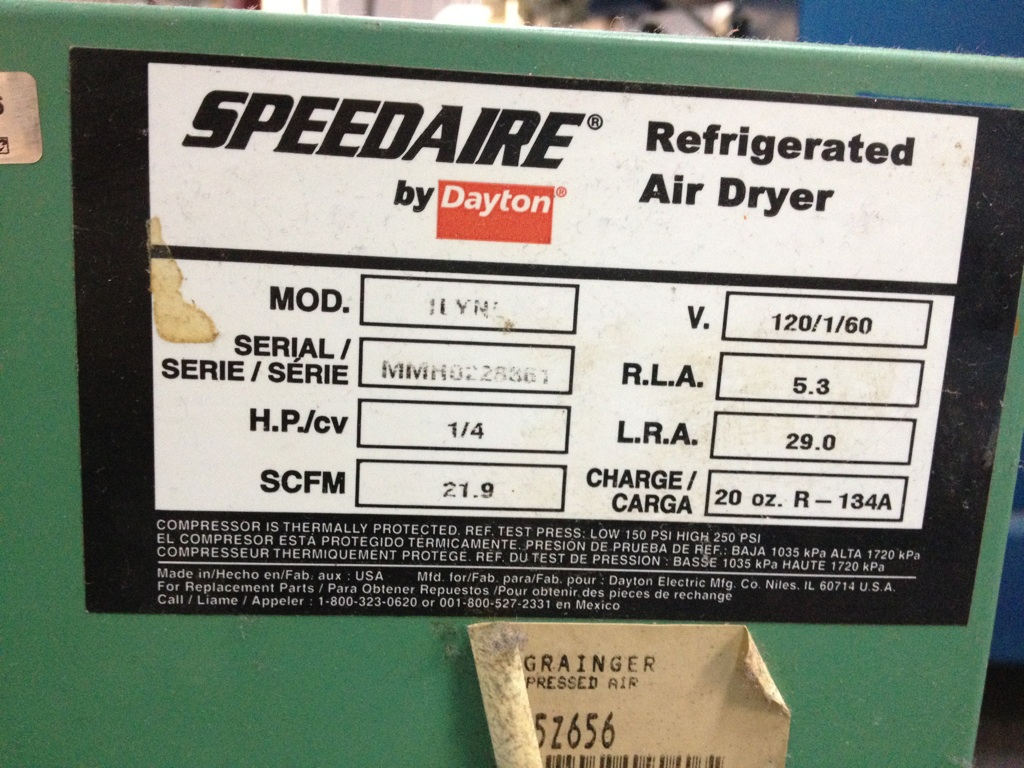 SPEEDAIRE®
by Dayton®
Refrigerated
Air Dryer
MOD.
SERIAL /
SERIE / SÉRIE
H.P./cv 1/4
SCFM 21.9
V. 120/1/60
R.L.A. 5.3
L.R.A. 29.0
CHARGE /
CARGA 20 oz. R-134A
COMPRESSOR IS THERMALLY PROTECTED. REF. TEST PRESS: LOW 150 PSI HIGH 250 PSI
EL COMPRESOR ESTÁ PROTEGIDO TERMICAMENTE. PRESIÓN DE PRUEBA DE REF.: BAJA 1035 kPa ALTA 1720 kPa
COMPRESSEUR THERMIQUEMENT PROTEGÉ. REF. DU TEST DE PRESSION : BASSE 1035 kPa HAUTE 1720 kPa
Made in/Hecho en/Fab. aux : USA Mfd. for/Fab. para/Fab. pour : Dayton Electric Mfg. Co. Niles. IL 60714 U.S.A.
For Replacement Parts / Para Obtener Repuestos /Pour obtenir des pieces de rechange
Call / Liame / Appeler : 1-800-323-0620 or 001-800-527-2331 en Mexico
GRAINGER
PRESSED AIR
5Z656